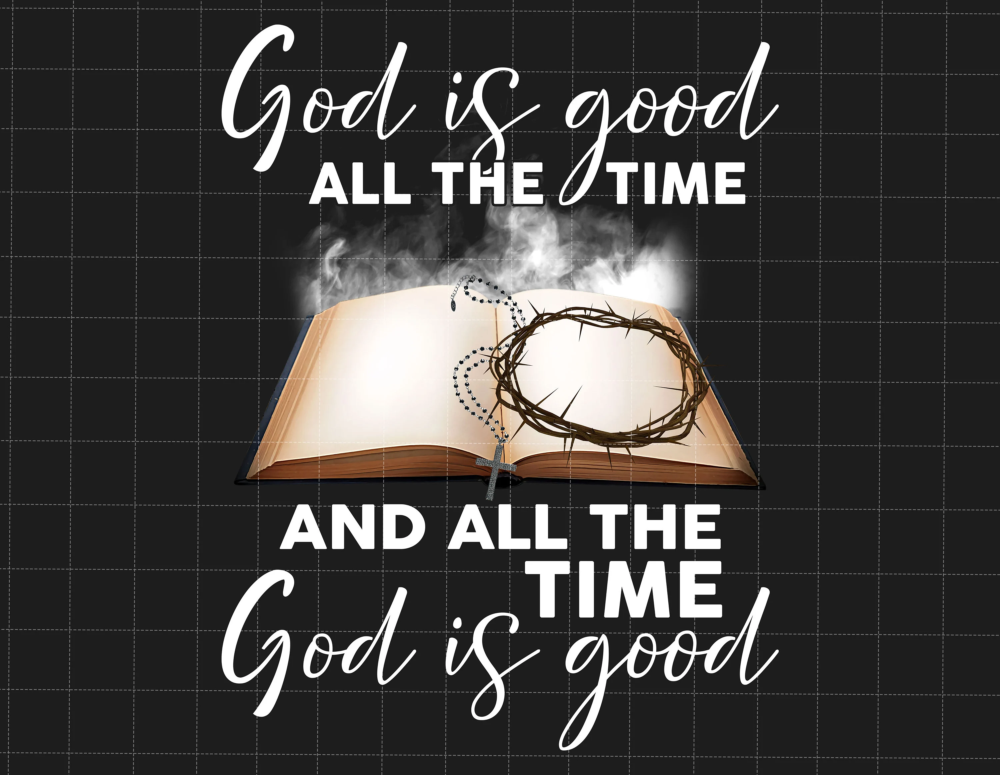 God is good
ALL THE TIME
AND ALL THE
TIME
God is good